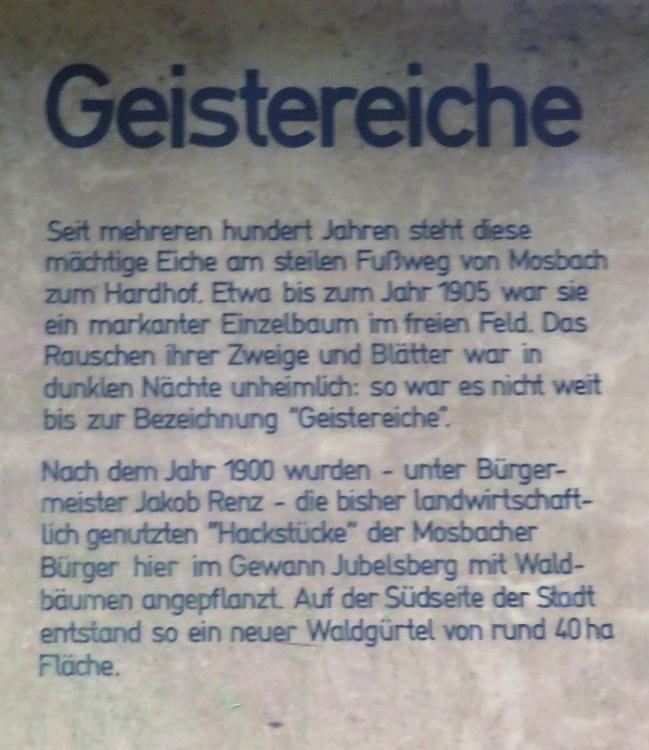 Geistereiche
Seit mehreren hundert Jahren steht diese
mächtige Eiche am steilen Fußweg von Mosbach
zum Hardhof. Etwa bis zum Jahr 1905 war sie
ein markanter Einzelbaum im freien Feld. Das
Rauschen ihrer Zweige und Blätter war in
dunklen Nächte unheimlich: so war es nicht weit
bis zur Bezeichnung "Geistereiche".
Nach dem Jahr 1900 wurden - unter Bürger-
meister Jakob Renz - die bisher landwirtschaft-
lich genutzten "Hackstücke" der Mosbacher
Bürger hier im Gewann Jubelsberg mit Wald-
bäumen angepflanzt. Auf der Südseite der Stadt
entstand so ein neuer Waldgürtel von rund 40 ha
Fläche.